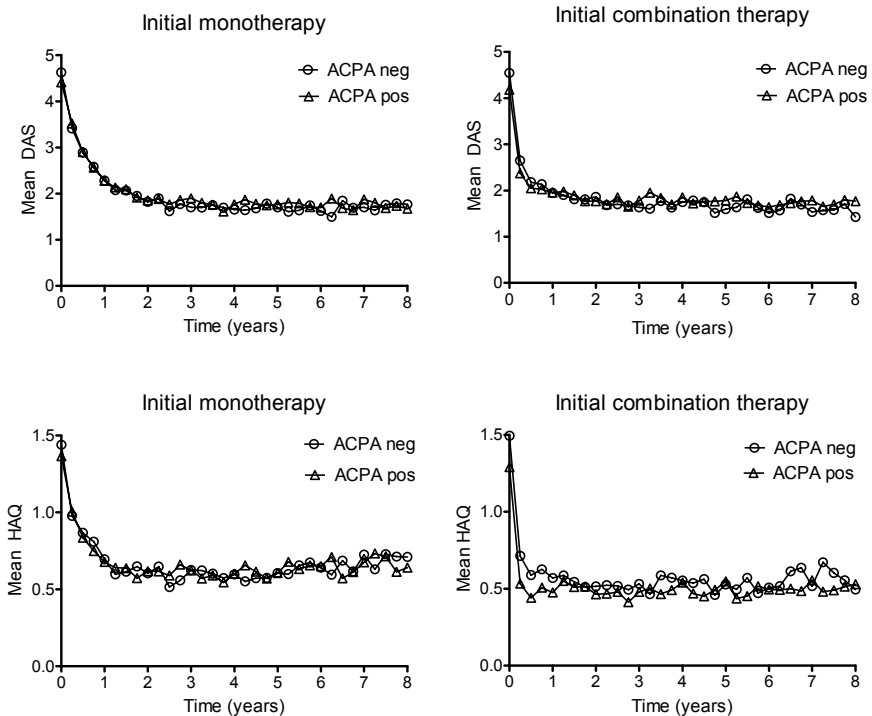 Initial monotherapy
5
4
3
2
1
0
Mean DAS
ACPA neg
ACPA pos
0 1 2 3 4 5 6 7 8
Time (years)
Initial combination therapy
5
4
3
2
1
0
Mean DAS
ACPA neg
ACPA pos
0 1 2 3 4 5 6 7 8
Time (years)
Initial monotherapy
1.5
1.0
0.5
0.0
Mean HAQ
ACPA neg
ACPA pos
0 1 2 3 4 5 6 7 8
Time (years)
Initial combination therapy
1.5
1.0
0.5
0.0
Mean HAQ
ACPA neg
ACPA pos
0 1 2 3 4 5 6 7 8
Time (years)